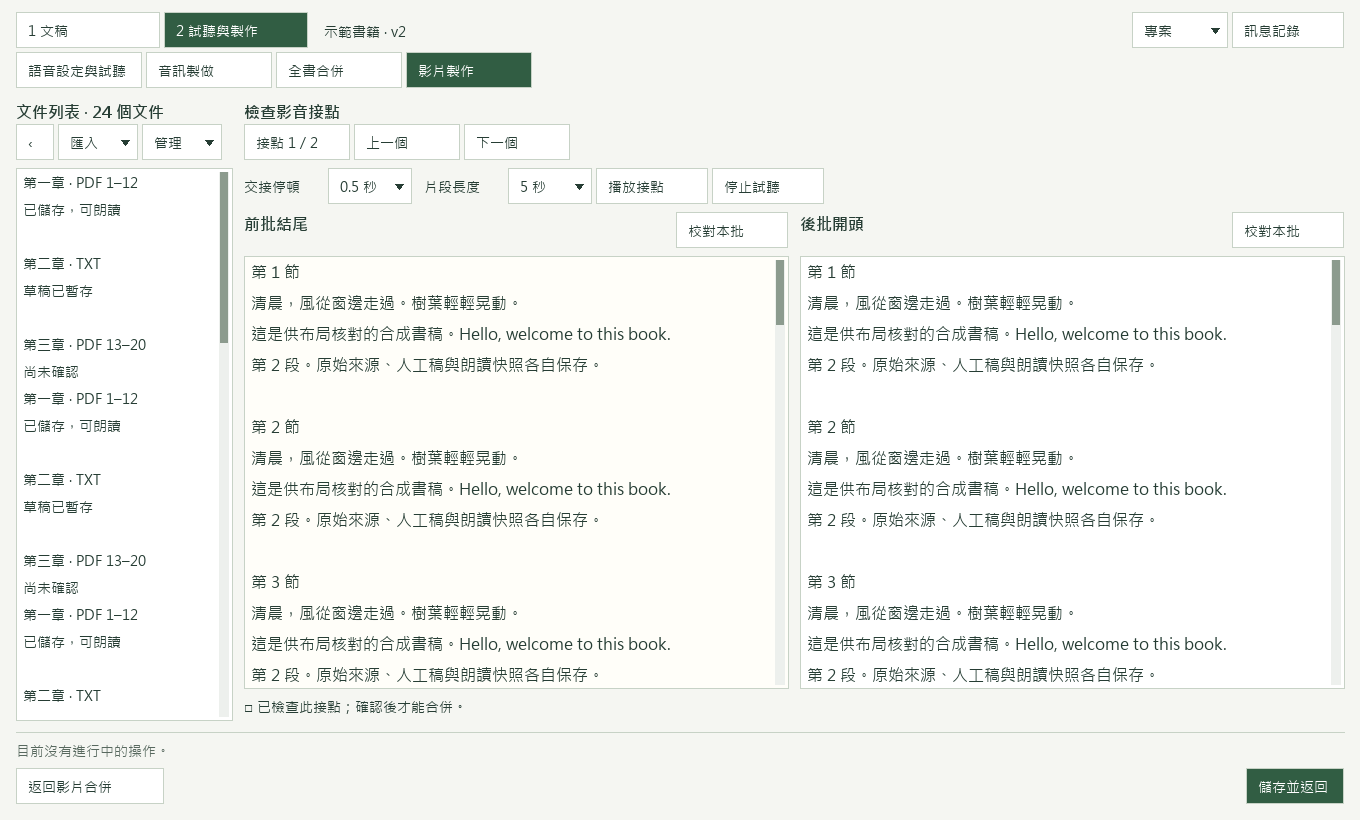 1 文稿
2 試聽與製作
示範書籍 · v2
專案
訊息記錄
語音設定與試聽
音訊製做
全書合併
影片製作
文件列表 · 24 個文件
‹
匯入
管理
第一章 · PDF 1–12
已儲存，可朗讀
第二章 · TXT
草稿已暫存
第三章 · PDF 13–20
尚未確認
第一章 · PDF 1–12
已儲存，可朗讀
第二章 · TXT
草稿已暫存
第三章 · PDF 13–20
尚未確認
第一章 · PDF 1–12
已儲存，可朗讀
第二章 · TXT
檢查影音接點
接點 1 / 2
上一個
下一個
交接停頓
0.5 秒
片段長度
5 秒
播放接點
停止試聽
前批結尾
校對本批
第 1 節
清晨，風從窗邊走過。樹葉輕輕晃動。
這是供布局核對的合成書稿。Hello, welcome to this book.
第 2 段。原始來源、人工稿與朗讀快照各自保存。
第 2 節
清晨，風從窗邊走過。樹葉輕輕晃動。
這是供布局核對的合成書稿。Hello, welcome to this book.
第 2 段。原始來源、人工稿與朗讀快照各自保存。
第 3 節
清晨，風從窗邊走過。樹葉輕輕晃動。
這是供布局核對的合成書稿。Hello, welcome to this book.
第 2 段。原始來源、人工稿與朗讀快照各自保存。
後批開頭
校對本批
第 1 節
清晨，風從窗邊走過。樹葉輕輕晃動。
這是供布局核對的合成書稿。Hello, welcome to this book.
第 2 段。原始來源、人工稿與朗讀快照各自保存。
第 2 節
清晨，風從窗邊走過。樹葉輕輕晃動。
這是供布局核對的合成書稿。Hello, welcome to this book.
第 2 段。原始來源、人工稿與朗讀快照各自保存。
第 3 節
清晨，風從窗邊走過。樹葉輕輕晃動。
這是供布局核對的合成書稿。Hello, welcome to this book.
第 2 段。原始來源、人工稿與朗讀快照各自保存。
□ 已檢查此接點；確認後才能合併。
目前沒有進行中的操作。
返回影片合併
儲存並返回